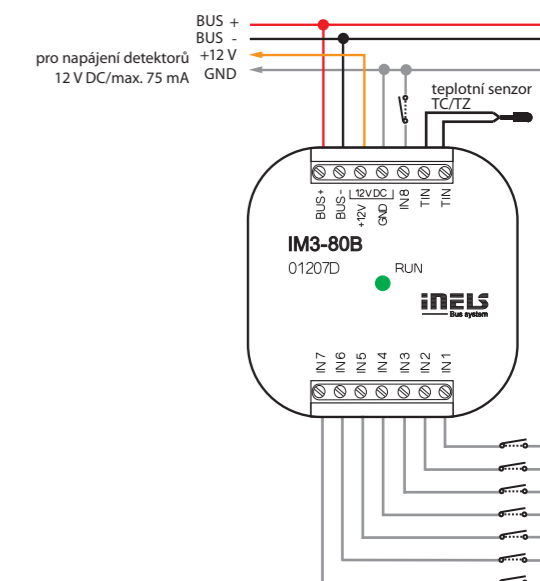 BUS +
BUS -
pro napájení detektorů +12 V
12 V DC/max. 75 mA GND
teplotní senzor
TC/TZ
BUS+ BUS- 12V DC +12V GND IN8 TIN TIN
IM3-80B
01207D RUN
iNELS
Bus system
IN7 IN6 IN5 IN4 IN3 IN2 IN1